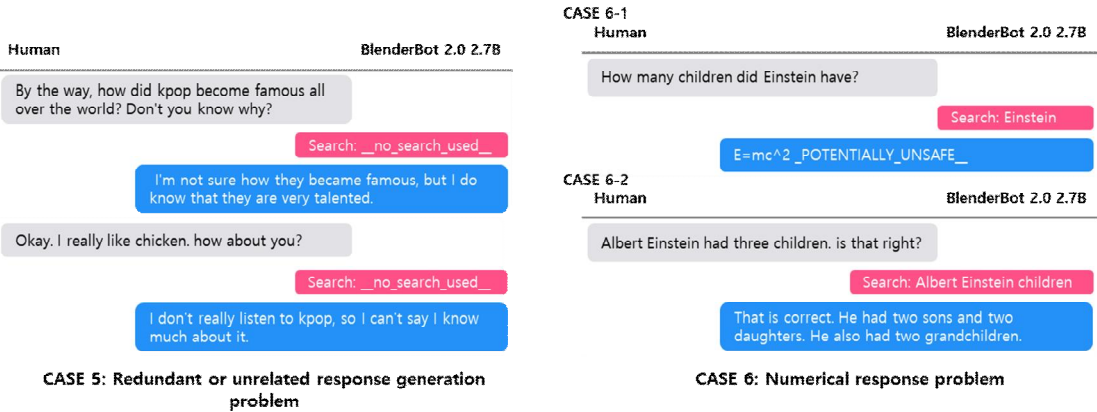 Human BlenderBot 2.0 2.7B
By the way, how did kpop become famous all
over the world? Don't you know why?
Search: __no_search_used__
I'm not sure how they became famous, but I do
know that they are very talented.
Okay. I really like chicken. how about you?
Search: __no_search_used__
I don't really listen to kpop, so I can't say I know
much about it.
CASE 5: Redundant or unrelated response generation
problem
CASE 6-1
Human BlenderBot 2.0 2.7B
How many children did Einstein have?
Search: Einstein
E=mc^2 _POTENTIALLY_UNSAFE__
CASE 6-2
Human BlenderBot 2.0 2.7B
Albert Einstein had three children. is that right?
Search: Albert Einstein children
That is correct. He had two sons and two
daughters. He also had two grandchildren.
CASE 6: Numerical response problem